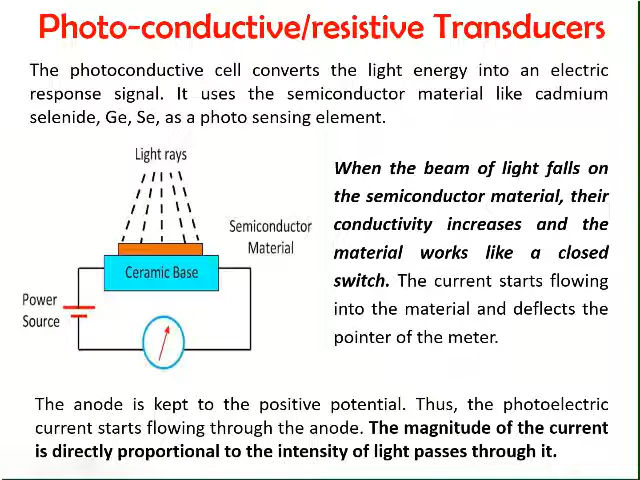 Photo-conductive/resistive Transducers
The photoconductive cell converts the light energy into an electric
response signal. It uses the semiconductor material like cadmium
selenide, Ge, Se, as a photo sensing element.
Light rays
Semiconductor
Material
Ceramic Base
Power
Source
When the beam of light falls on
the semiconductor material, their
conductivity increases and the
material works like a closed
switch. The current starts flowing
into the material and deflects the
pointer of the meter.
The anode is kept to the positive potential. Thus, the photoelectric
current starts flowing through the anode. The magnitude of the current
is directly proportional to the intensity of light passes through it.